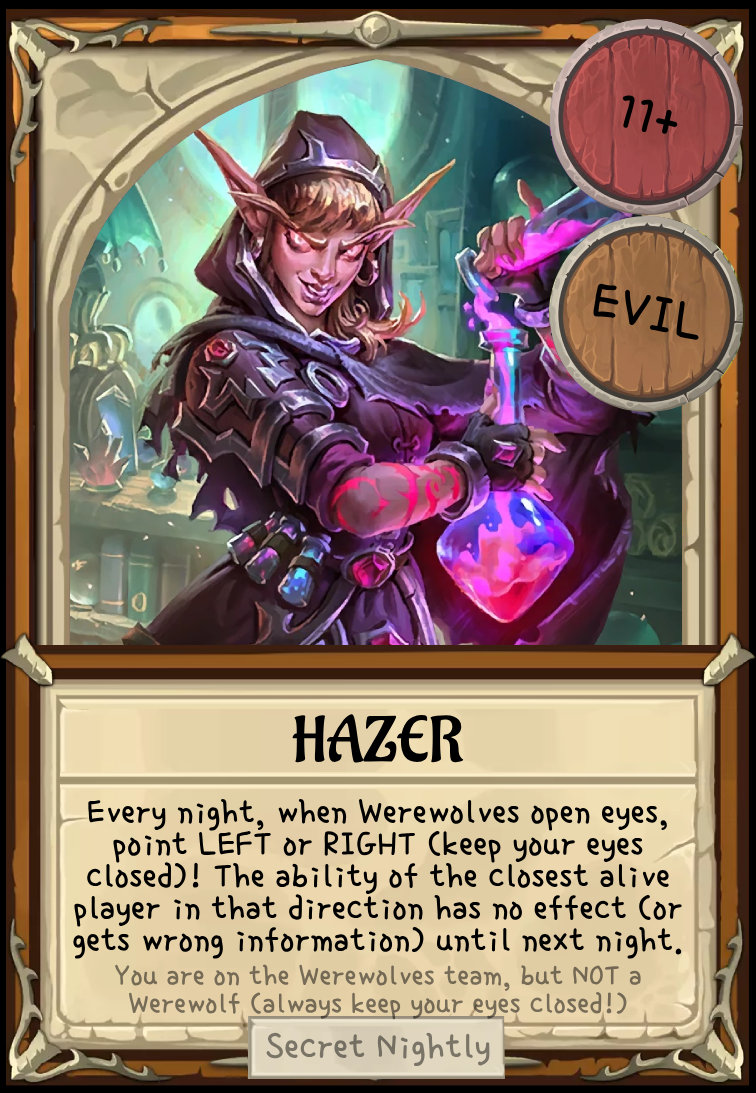 11+
EVIL
HAZER
Every night, when Werewolves open eyes,
point LEFT or RIGHT (keep your eyes
closed)! The ability of the closest alive
player in that direction has no effect (or
gets wrong information) until next night.
You are on the Werewolves team, but NOT a
Werewolf (always keep your eyes closed!)
Secret Nightly